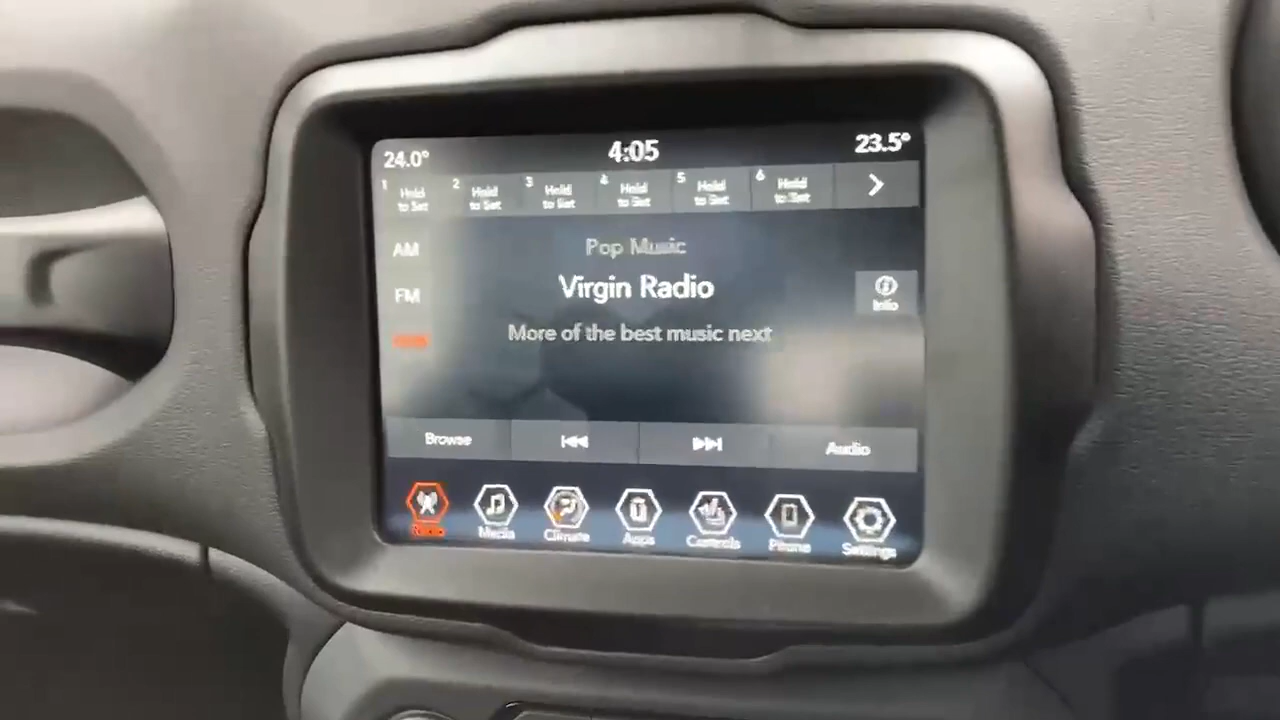 24.0° 4:05 23.5°
1 Hold to Set 2 Hold to Set 3 Hold to Set 4 Hold to Set 5 Hold to Set 6 Hold to Set
AM
Pop Music
FM
Virgin Radio
Info
More of the best music next
Browse Audio
Radio Media Climate Apps Controls Phone Settings